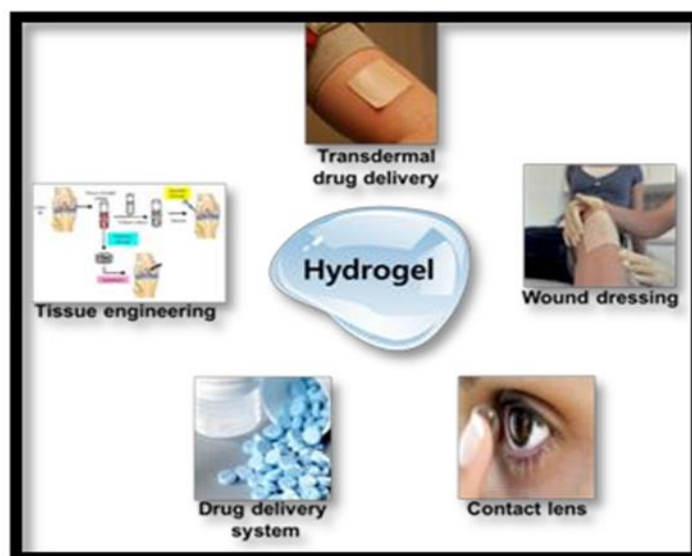 Transdermal
drug delivery
Hydrogel
Tissue engineering
Wound dressing
Drug delivery
system
Contact lens